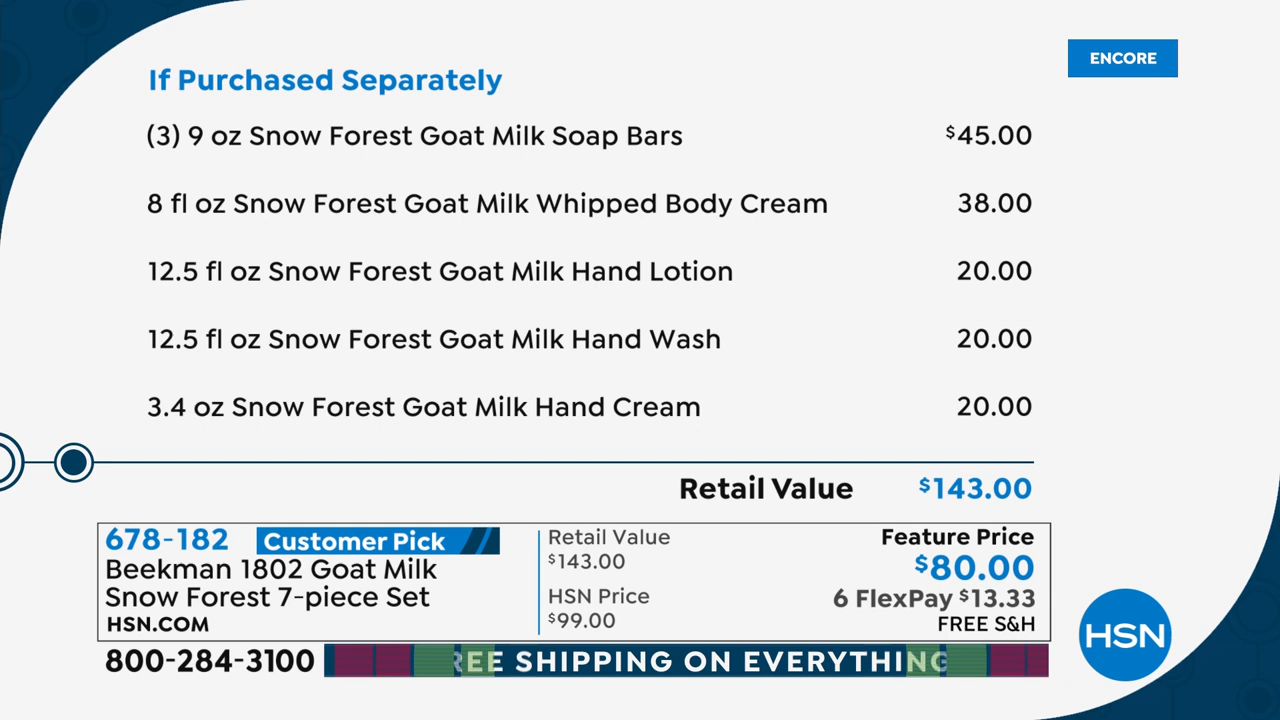 ENCORE
If Purchased Separately
(3) 9 oz Snow Forest Goat Milk Soap Bars $45.00
8 fl oz Snow Forest Goat Milk Whipped Body Cream 38.00
12.5 fl oz Snow Forest Goat Milk Hand Lotion 20.00
12.5 fl oz Snow Forest Goat Milk Hand Wash 20.00
3.4 oz Snow Forest Goat Milk Hand Cream 20.00
Retail Value $143.00
678-182 Customer Pick
Beekman 1802 Goat Milk
Snow Forest 7-piece Set
HSN.COM
Retail Value
$143.00
HSN Price
$99.00
Feature Price
$80.00
6 FlexPay $13.33
FREE S&H
HSN
800-284-3100 REE SHIPPING ON EVERYTHING